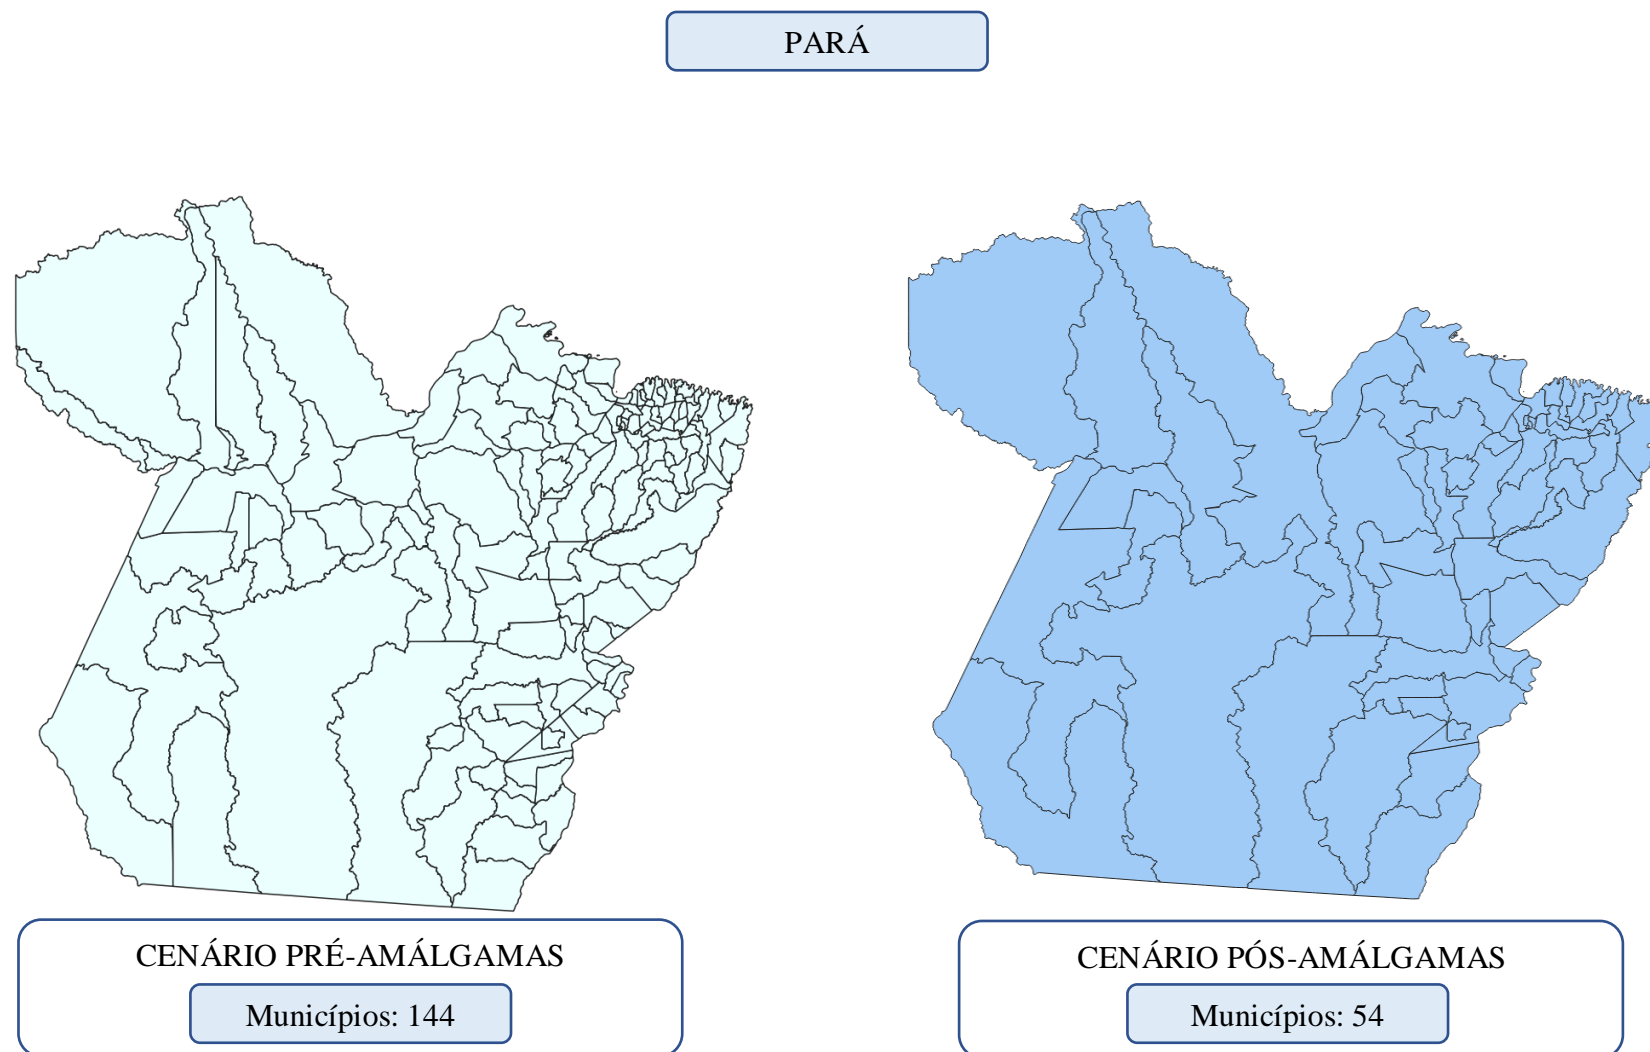 PARÁ
CENÁRIO PRÉ-AMÁLGAMAS
Municípios: 144
CENÁRIO PÓS-AMÁLGAMAS
Municípios: 54